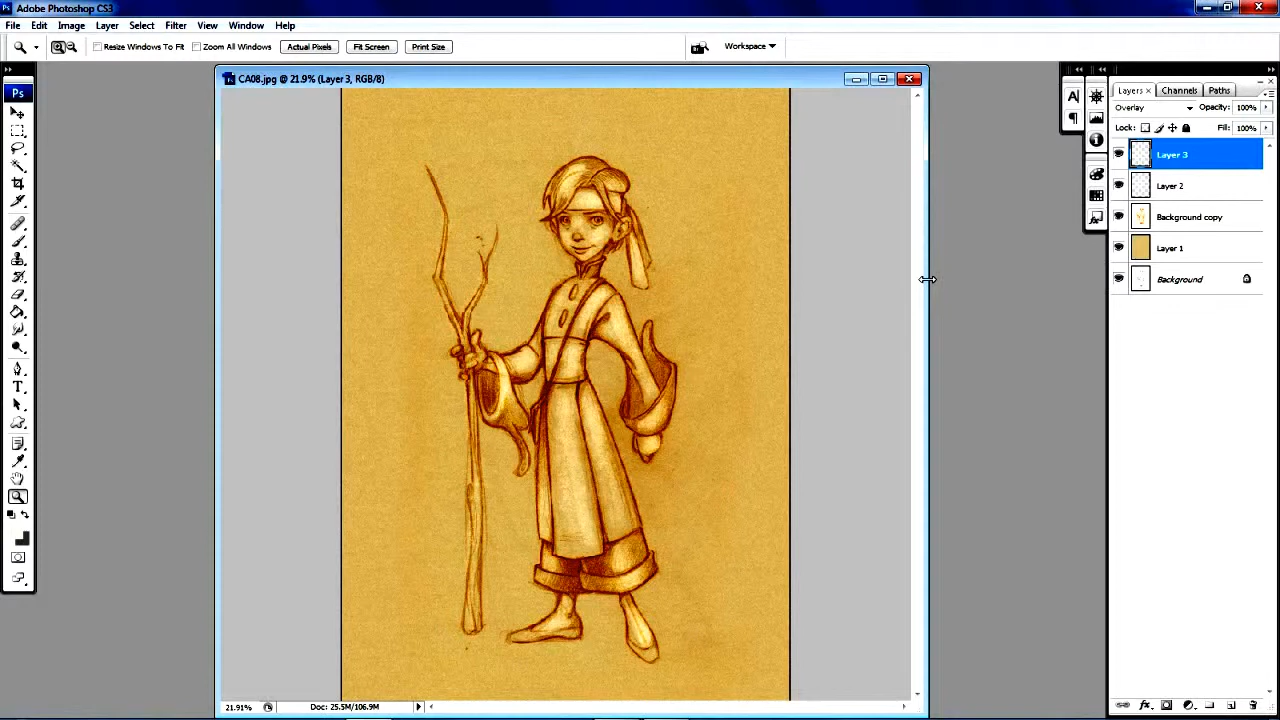 Ps Adobe Photoshop CS3
File Edit Image Layer Select Filter View Window Help
Resize Windows To Fit Zoom All Windows Actual Pixels Fit Screen Print Size Workspace
Ps CA08.jpg @ 21.9% (Layer 3, RGB/8)
Layers Channels Paths
Overlay Opacity: 100%
Lock: Fill: 100%
Layer 3
Layer 2
Background copy
Layer 1
Background
21.91% Doc: 25.5M/106.9M